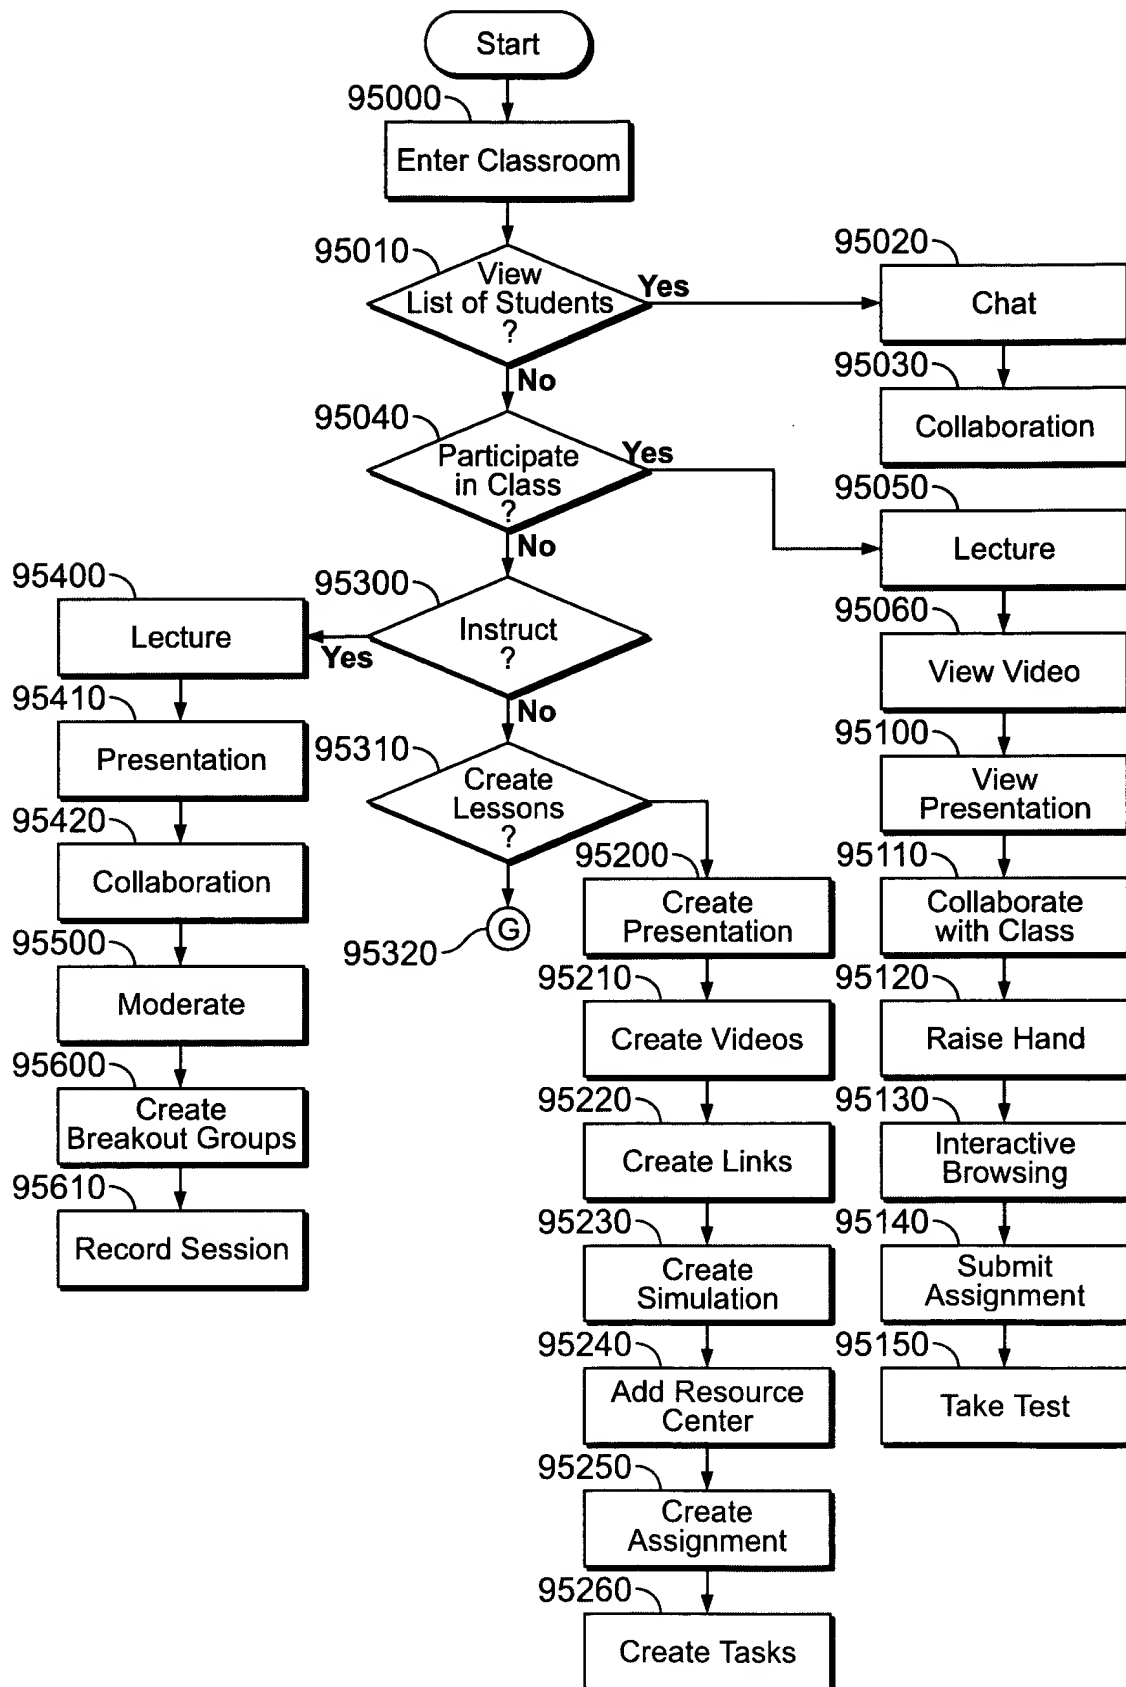 Start
95000
Enter Classroom
95010
View
List of Students
?
Yes
No
95020
Chat
95030
Collaboration
95040
Participate
in Class
?
Yes
No
95050
Lecture
95060
View Video
95100
View
Presentation
95110
Collaborate
with Class
95120
Raise Hand
95130
Interactive
Browsing
95140
Submit
Assignment
95150
Take Test
95300
Instruct
?
Yes
No
95400
Lecture
95410
Presentation
95420
Collaboration
95500
Moderate
95600
Create
Breakout Groups
95610
Record Session
95310
Create
Lessons
?
95320
G
95200
Create
Presentation
95210
Create Videos
95220
Create Links
95230
Create
Simulation
95240
Add Resource
Center
95250
Create
Assignment
95260
Create Tasks